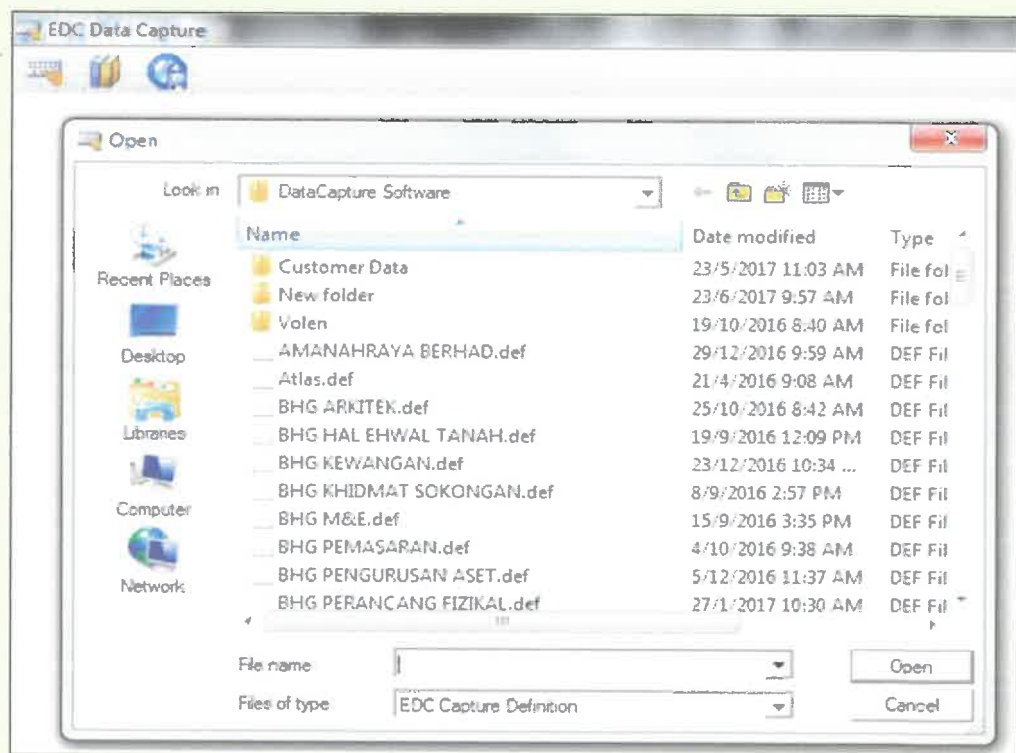 EDC Data Capture
Open
Look in DataCapture Software
Name Date modified Type
Recent Places
Desktop
Libraries
Computer
Network
Customer Data 23/5/2017 11:03 AM File fol
New folder 23/6/2017 9:57 AM File fol
Volen 19/10/2016 8:40 AM File fol
AMANAHRAYA BERHAD.def 29/12/2016 9:59 AM DEF Fil
Atlas.def 21/4/2016 9:08 AM DEF Fil
BHG ARKITEK.def 25/10/2016 8:42 AM DEF Fil
BHG HAL EHWAL TANAH.def 19/9/2016 12:09 PM DEF Fil
BHG KEWANGAN.def 23/12/2016 10:34 ... DEF Fil
BHG KHIDMAT SOKONGAN.def 8/9/2016 2:57 PM DEF Fil
BHG M&E.def 15/9/2016 3:35 PM DEF Fil
BHG PEMASARAN.def 4/10/2016 9:38 AM DEF Fil
BHG PENGURUSAN ASET.def 5/12/2016 11:37 AM DEF Fil
BHG PERANCANG FIZIKAL.def 27/1/2017 10:30 AM DEF Fil
File name Open
Files of type EDC Capture Definition Cancel